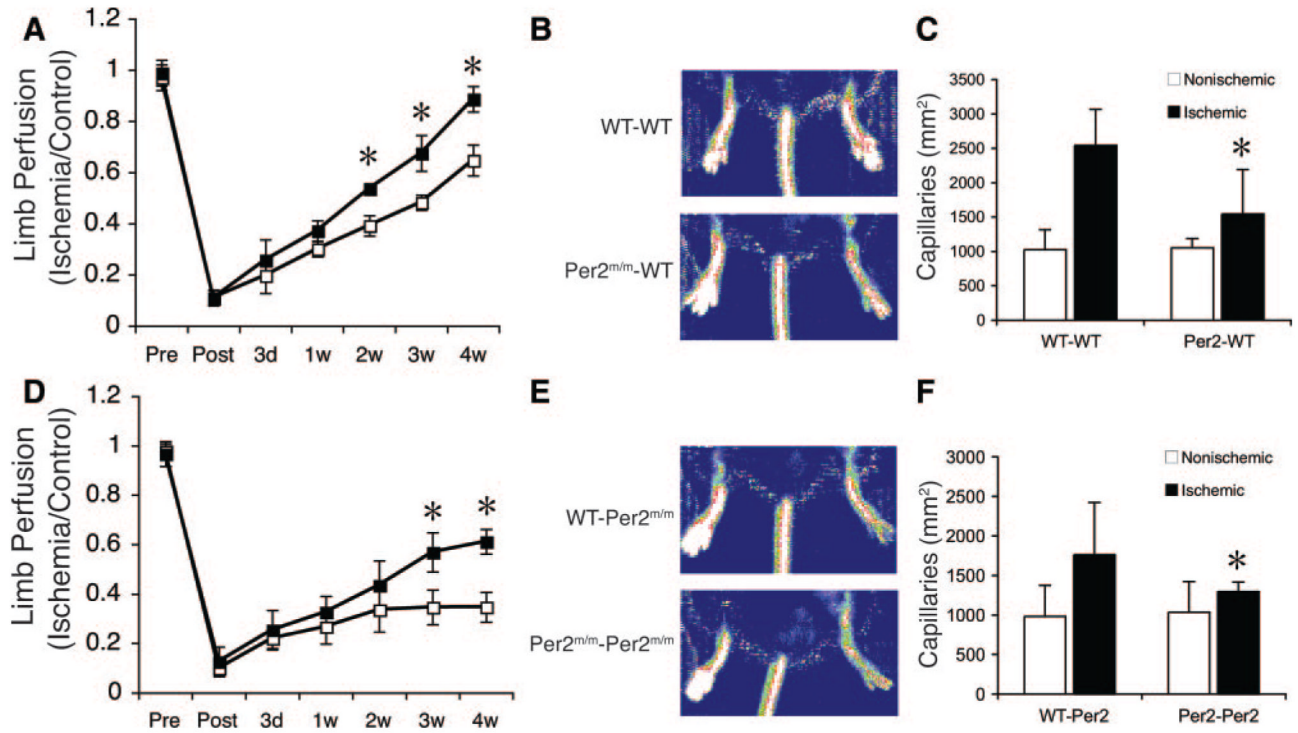 A
Limb Perfusion
(Ischemia/Control)
1.2
1
0.8
0.6
0.4
0.2
0
*
*
*
Pre Post 3d 1w 2w 3w 4w
B
WT-WT
Per2m/m-WT
C
Capillaries (mm2)
3500
3000
2500
2000
1500
1000
500
0
Nonischemic
Ischemic
*
WT-WT Per2-WT
D
Limb Perfusion
(Ischemia/Control)
1.2
1
0.8
0.6
0.4
0.2
0
*
*
Pre Post 3d 1w 2w 3w 4w
E
WT-Per2m/m
Per2m/m-Per2m/m
F
Capillaries (mm2)
3000
2500
2000
1500
1000
500
0
Nonischemic
Ischemic
*
WT-Per2 Per2-Per2